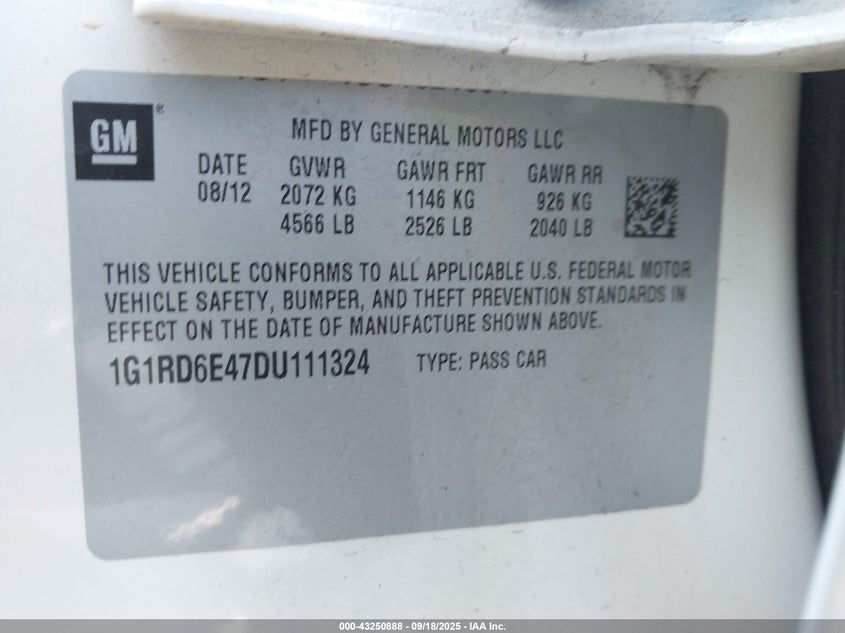 GM®
MFD BY GENERAL MOTORS LLC
DATE GVWR GAWR FRT GAWR RR
08/12 2072 KG 1146 KG 926 KG
4566 LB 2526 LB 2040 LB
THIS VEHICLE CONFORMS TO ALL APPLICABLE U.S. FEDERAL MOTOR
VEHICLE SAFETY, BUMPER, AND THEFT PREVENTION STANDARDS IN
EFFECT ON THE DATE OF MANUFACTURE SHOWN ABOVE.
1G1RD6E47DU111324 TYPE: PASS CAR
000-43250888 - 09/18/2025 - IAA Inc.